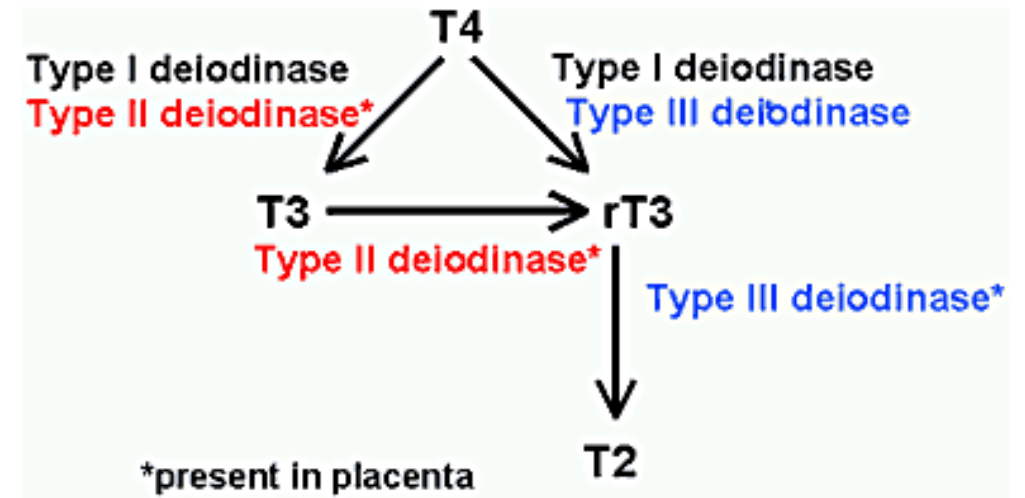 T4
Type I deiodinase
Type II deiodinase*
Type I deiodinase
Type III deiodinase
T3
rT3
Type II deiodinase*
Type III deiodinase*
T2
*present in placenta